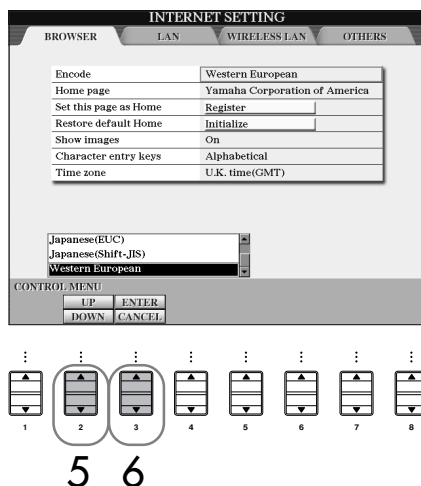 INTERNET SETTING
BROWSER LAN WIRELESS LAN OTHERS
Encode Western European
Home page Yamaha Corporation of America
Set this page as Home Register
Restore default Home Initialize
Show images On
Character entry keys Alphabetical
Time zone U.K. time(GMT)
Japanese(EUC)
Japanese(Shift-JIS)
Western European
CONTROL MENU
UP ENTER
DOWN CANCEL
1 2 3 4 5 6 7 8
5 6